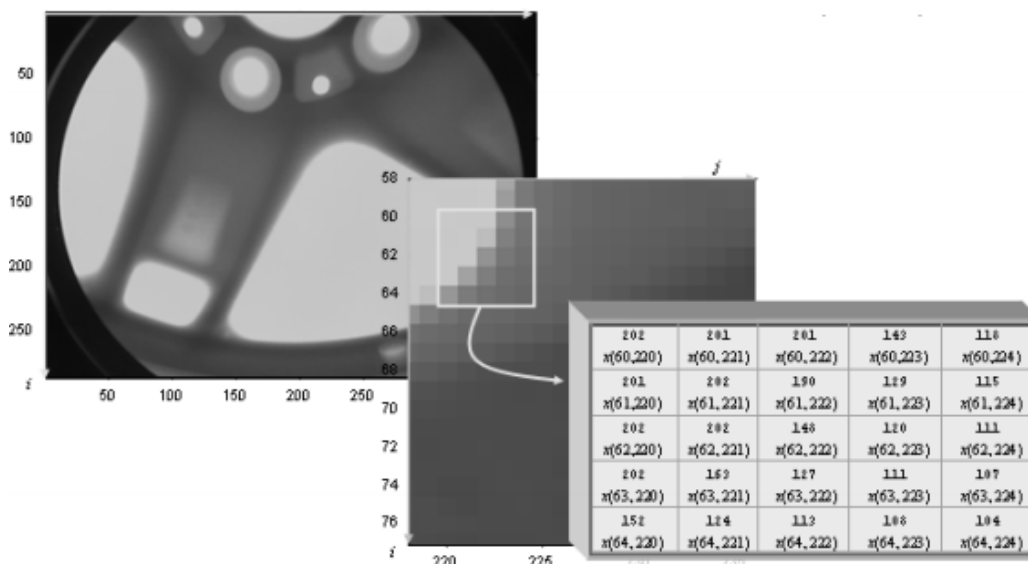 50
100
150
200
250
i
50 100 150 200 250
j
58
60
62
64
66
68
70
72
74
76
i
220 225
202 201 201 143 118
x(60,220) x(60,221) x(60,222) x(60,223) x(60,224)
201 202 190 129 115
x(61,220) x(61,221) x(61,222) x(61,223) x(61,224)
202 202 148 120 111
x(62,220) x(62,221) x(62,222) x(62,223) x(62,224)
202 163 127 111 107
x(63,220) x(63,221) x(63,222) x(63,223) x(63,224)
152 124 113 108 104
x(64,220) x(64,221) x(64,222) x(64,223) x(64,224)